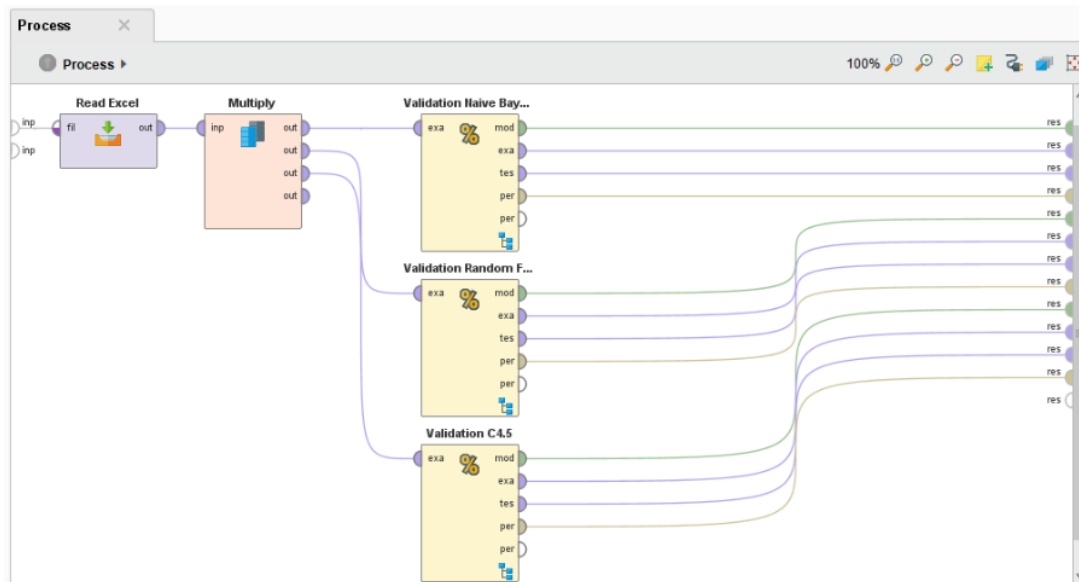 Process
Process
100%
Read Excel
Multiply
Validation Naive Bay...
inp
inp
fil
out
inp
out
out
out
out
exa
mod
exa
tes
per
per
Validation Random F...
exa
mod
exa
tes
per
per
Validation C4.5
exa
mod
exa
tes
per
per
res
res
res
res
res
res
res
res
res
res
res
res
res